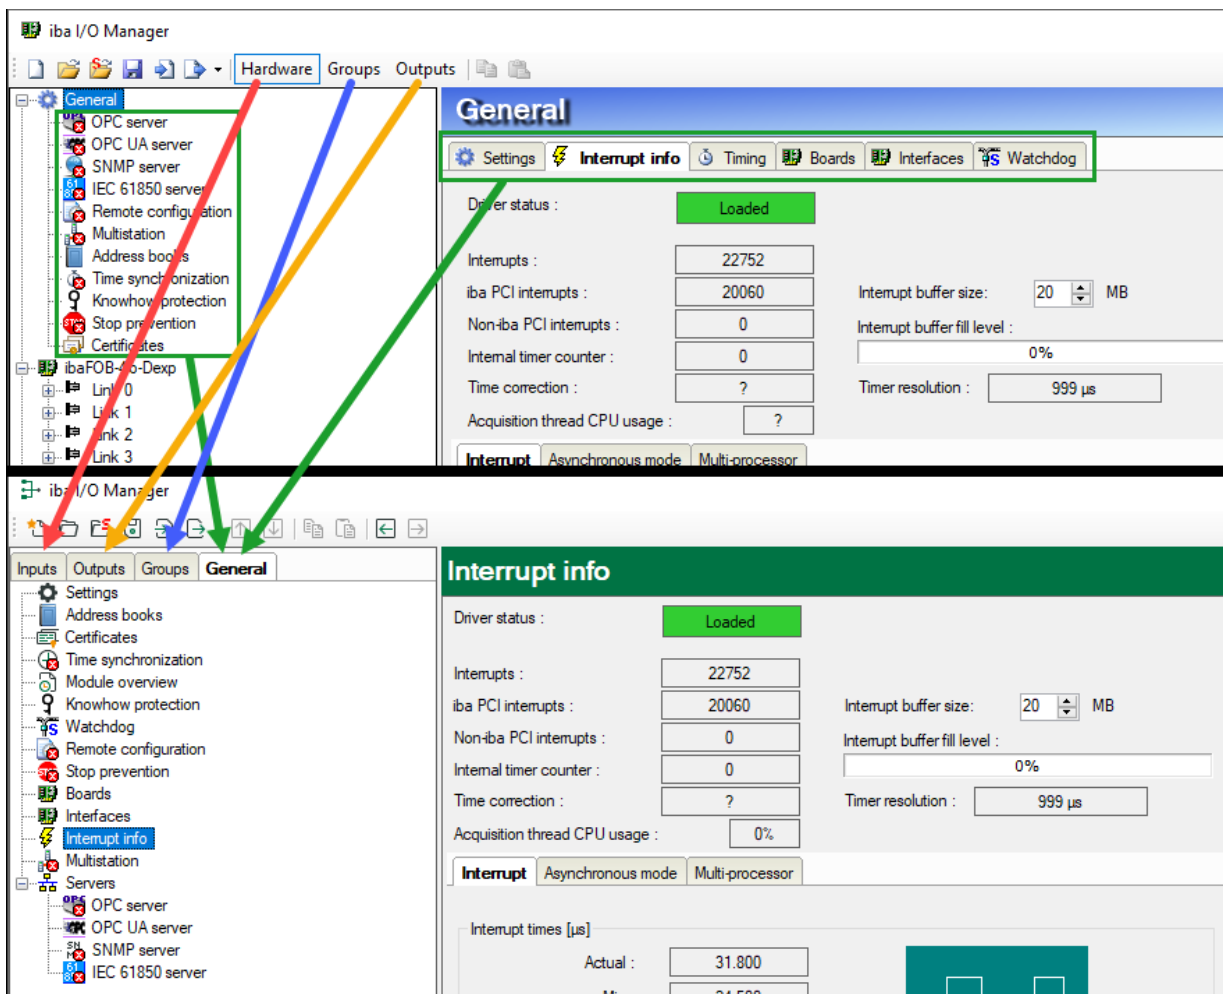 iba I/O Manager
Hardware Groups Outputs
General
OPC server
OPC UA server
SNMP server
IEC 61850 server
Remote configuration
Multistation
Address books
Time synchronization
Knowhow protection
Stop prevention
Certificates
ibaFOB-4io-Dexp
Link 0
Link 1
Link 2
Link 3
General
Settings Interrupt info Timing Boards Interfaces Watchdog
Driver status : Loaded
Interrupts : 22752
iba PCI interrupts : 20060 Interrupt buffer size: 20 MB
Non-iba PCI interrupts : 0 Interrupt buffer fill level :
Internal timer counter : 0 0%
Time correction : ? Timer resolution : 999 µs
Acquisition thread CPU usage : ?
Interrupt Asynchronous mode Multi-processor
iba I/O Manager
Inputs Outputs Groups General
Settings
Address books
Certificates
Time synchronization
Module overview
Knowhow protection
Watchdog
Remote configuration
Stop prevention
Boards
Interfaces
Interrupt info
Multistation
Servers
OPC server
OPC UA server
SNMP server
IEC 61850 server
Interrupt info
Driver status : Loaded
Interrupts : 22752
iba PCI interrupts : 20060 Interrupt buffer size: 20 MB
Non-iba PCI interrupts : 0 Interrupt buffer fill level :
Internal timer counter : 0 0%
Time correction : ? Timer resolution : 999 µs
Acquisition thread CPU usage : 0%
Interrupt Asynchronous mode Multi-processor
Interrupt times [µs]
Actual : 31.800